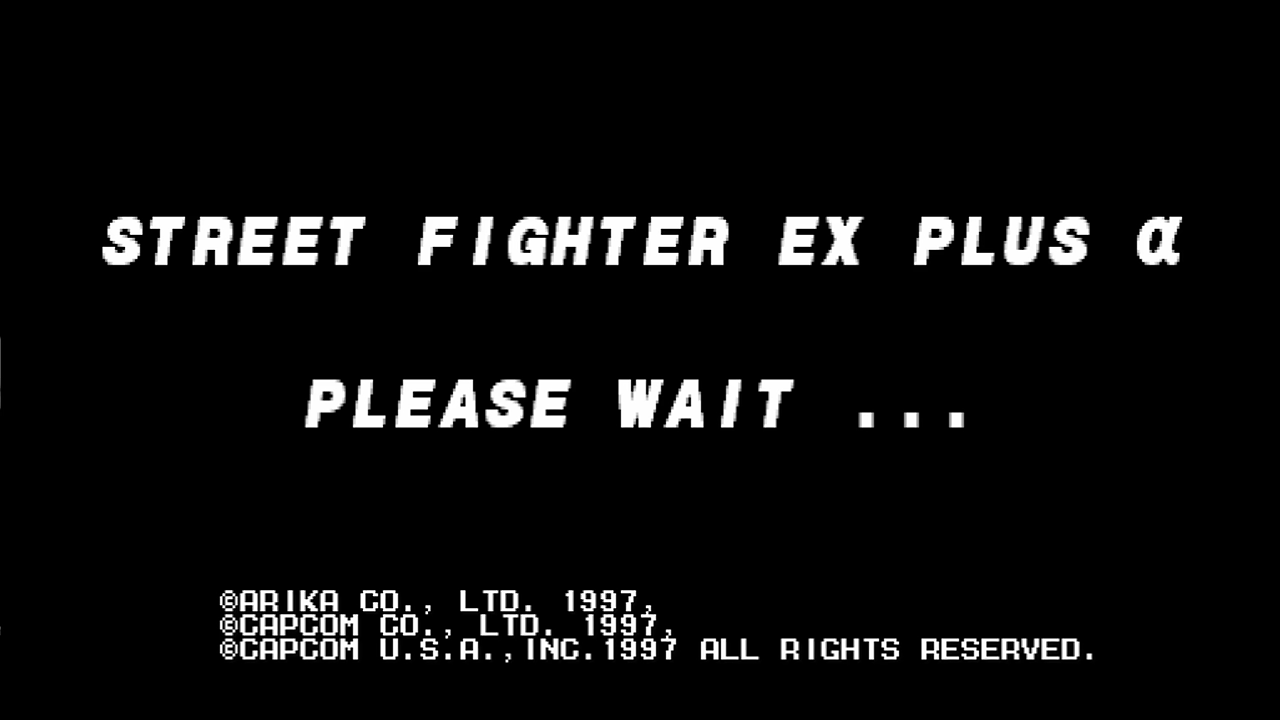 STREET FIGHTER EX PLUS α
PLEASE WAIT ...
©ARIKA CO., LTD. 1997,
©CAPCOM CO., LTD. 1997,
©CAPCOM U.S.A.,INC.1997 ALL RIGHTS RESERVED.